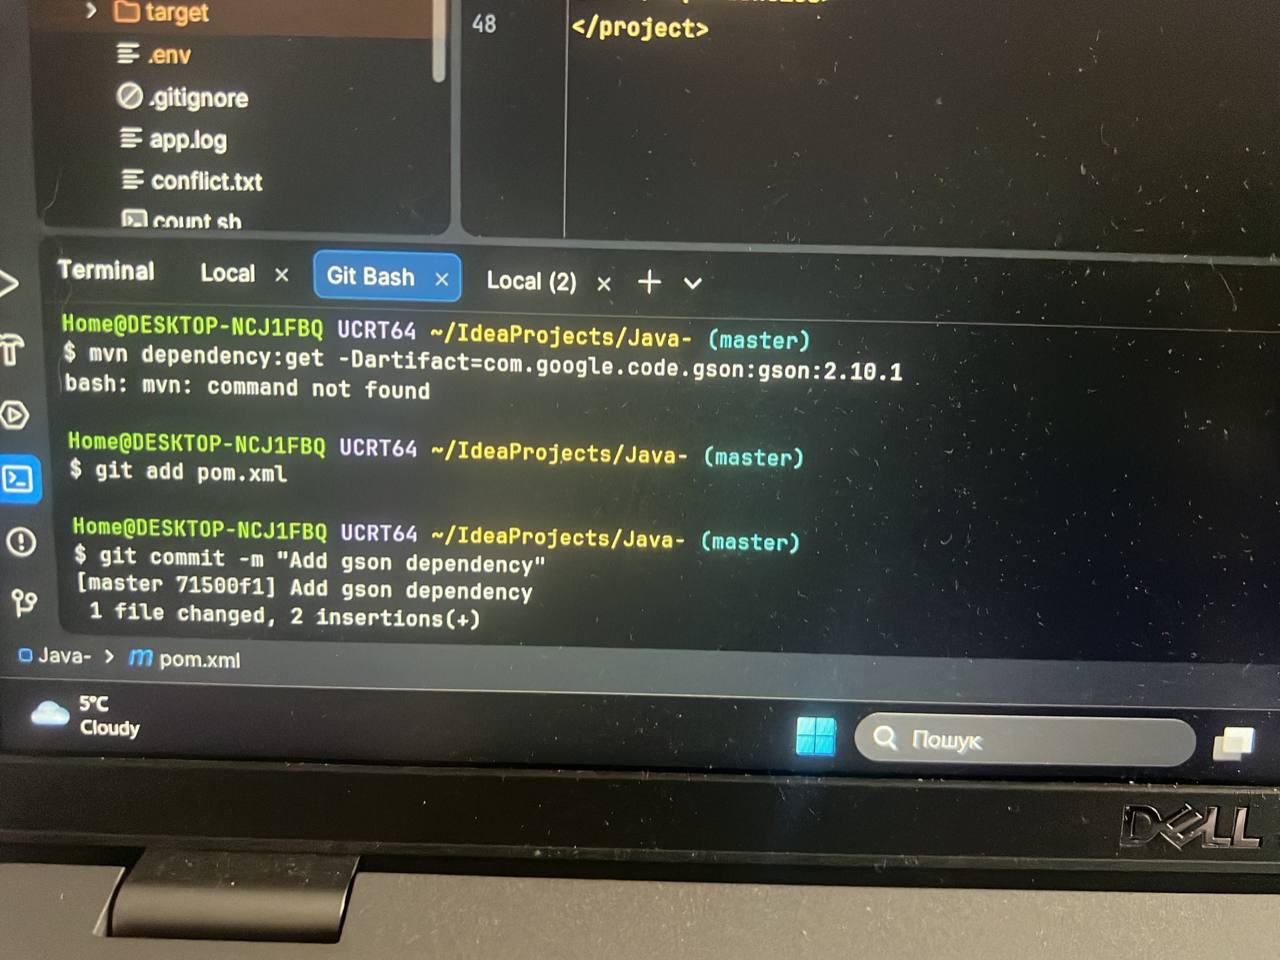 target
.env
.gitignore
app.log
conflict.txt
count.sh
48
</project>
Terminal
Local ×
Git Bash ×
Local (2) ×
Home@DESKTOP-NCJ1FBQ UCRT64 ~/IdeaProjects/Java- (master)
$ mvn dependency:get -Dartifact=com.google.code.gson:gson:2.10.1
bash: mvn: command not found
Home@DESKTOP-NCJ1FBQ UCRT64 ~/IdeaProjects/Java- (master)
$ git add pom.xml
Home@DESKTOP-NCJ1FBQ UCRT64 ~/IdeaProjects/Java- (master)
$ git commit -m "Add gson dependency"
[master 71500f1] Add gson dependency
1 file changed, 2 insertions(+)
Java- > m pom.xml
5°C
Cloudy
Пошук
DELL